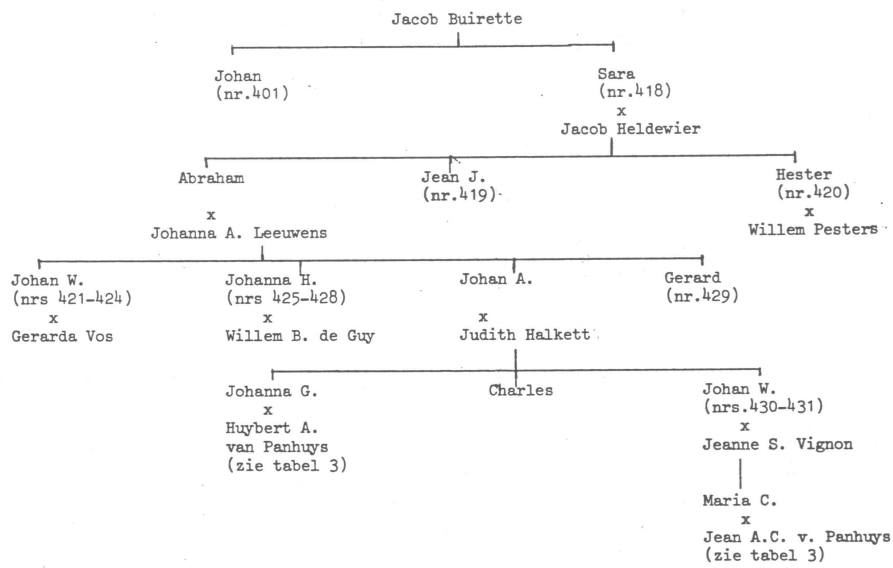 Jacob Buirette
Johan Sara
(nr.401) (nr.418)
x
Jacob Heldewier
Abraham Jean J. Hester
(nr.419) (nr.420)
x x
Johanna A. Leeuwens Willem Pesters
Johan W. Johanna H. Johan A. Gerard
(nrs 421-424) (nrs 425-428) (nr.429)
x x x
Gerarda Vos Willem B. de Guy Judith Halkett
Johanna G. Charles Johan W.
x (nrs.430-431)
Huybert A. x
van Panhuys Jeanne S. Vignon
(zie tabel 3)
Maria C.
x
Jean A.C. v. Panhuys
(zie tabel 3)